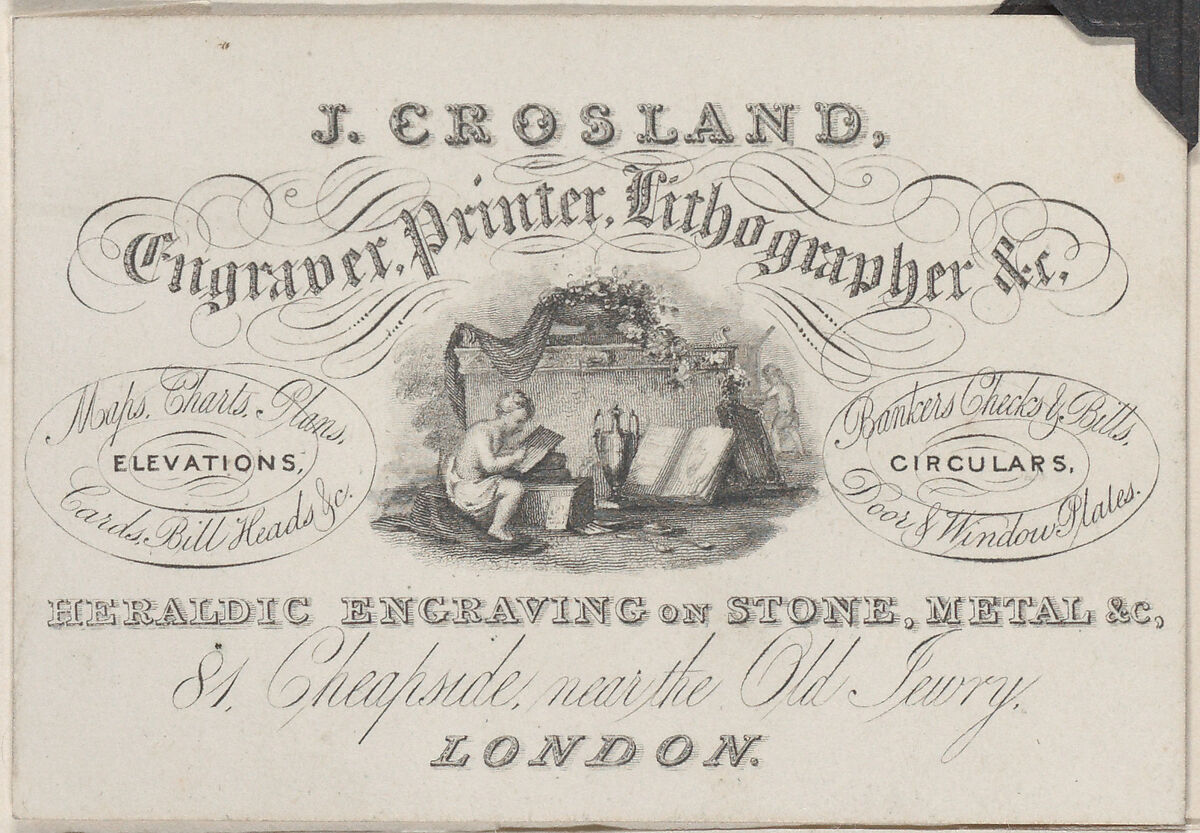 J. CROSLAND,
Engraver, Printer, Lithographer &c,
Maps, Charts, Plans,
ELEVATIONS,
Cards, Bill Heads &c.
Bankers Checks & Bills,
CIRCULARS,
Door & Window Plates.
HERALDIC ENGRAVING ON STONE, METAL &c,
81, Cheapside, near the Old Jewry,
LONDON.